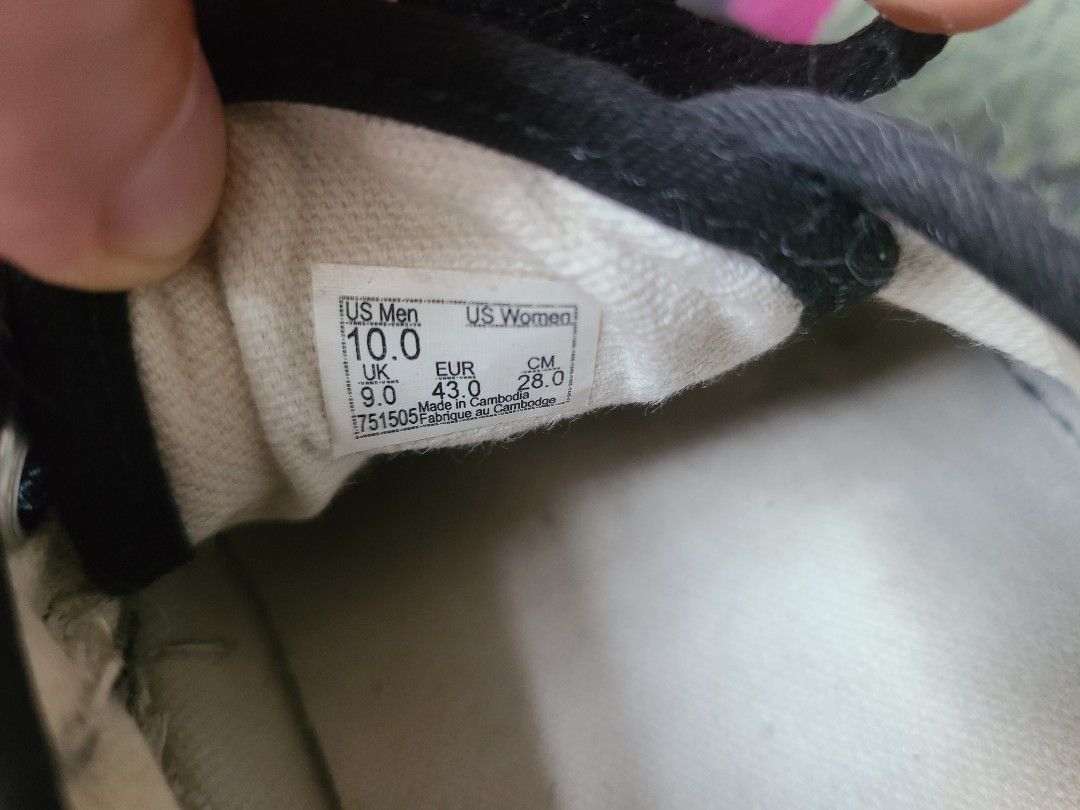 US Men US Women
10.0
UK EUR CM
9.0 43.0 28.0
Made in Cambodia
751505 Fabrique au Cambodge